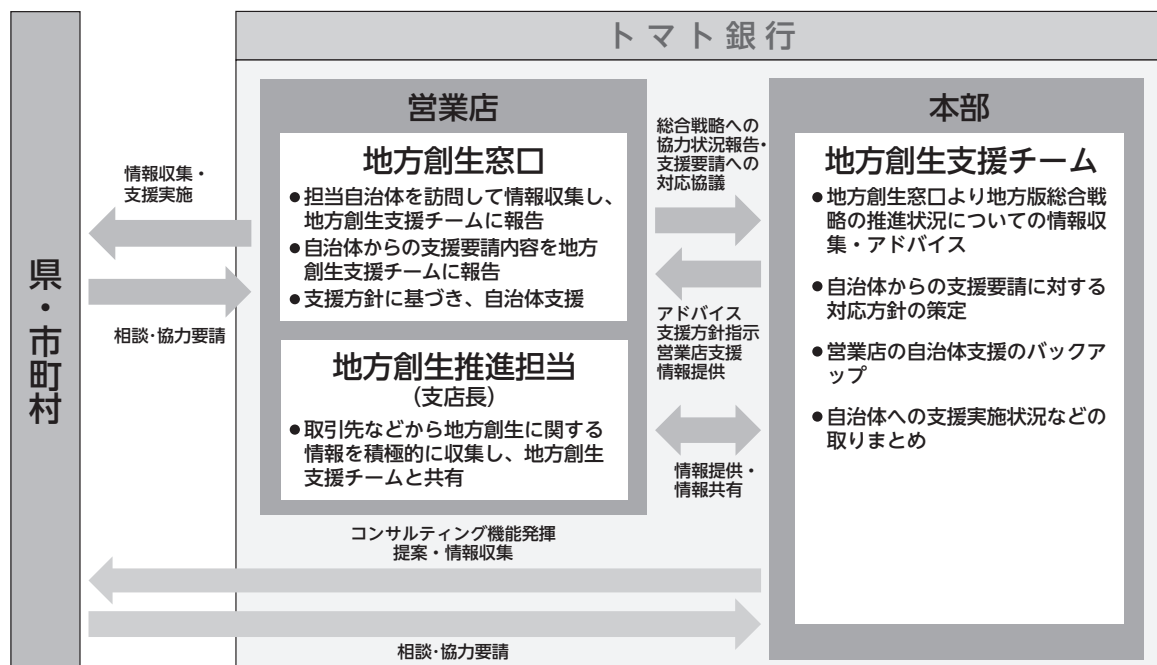 トマト銀行
県・市町村
情報収集・
支援実施
相談･協力要請
営業店
地方創生窓口
●担当自治体を訪問して情報収集し、
地方創生支援チームに報告
●自治体からの支援要請内容を地方
創生支援チームに報告
●支援方針に基づき、自治体支援
地方創生推進担当
（支店長）
●取引先などから地方創生に関する
情報を積極的に収集し、地方創生
支援チームと共有
総合戦略への
協力状況報告･
支援要請への
対応協議
アドバイス
支援方針指示
営業店支援
情報提供
情報提供・
情報共有
本部
地方創生支援チーム
●地方創生窓口より地方版総合戦
略の推進状況についての情報収
集・アドバイス
●自治体からの支援要請に対する
対応方針の策定
●営業店の自治体支援のバックア
ップ
●自治体への支援実施状況などの
取りまとめ
コンサルティング機能発揮
提案・情報収集
相談･協力要請